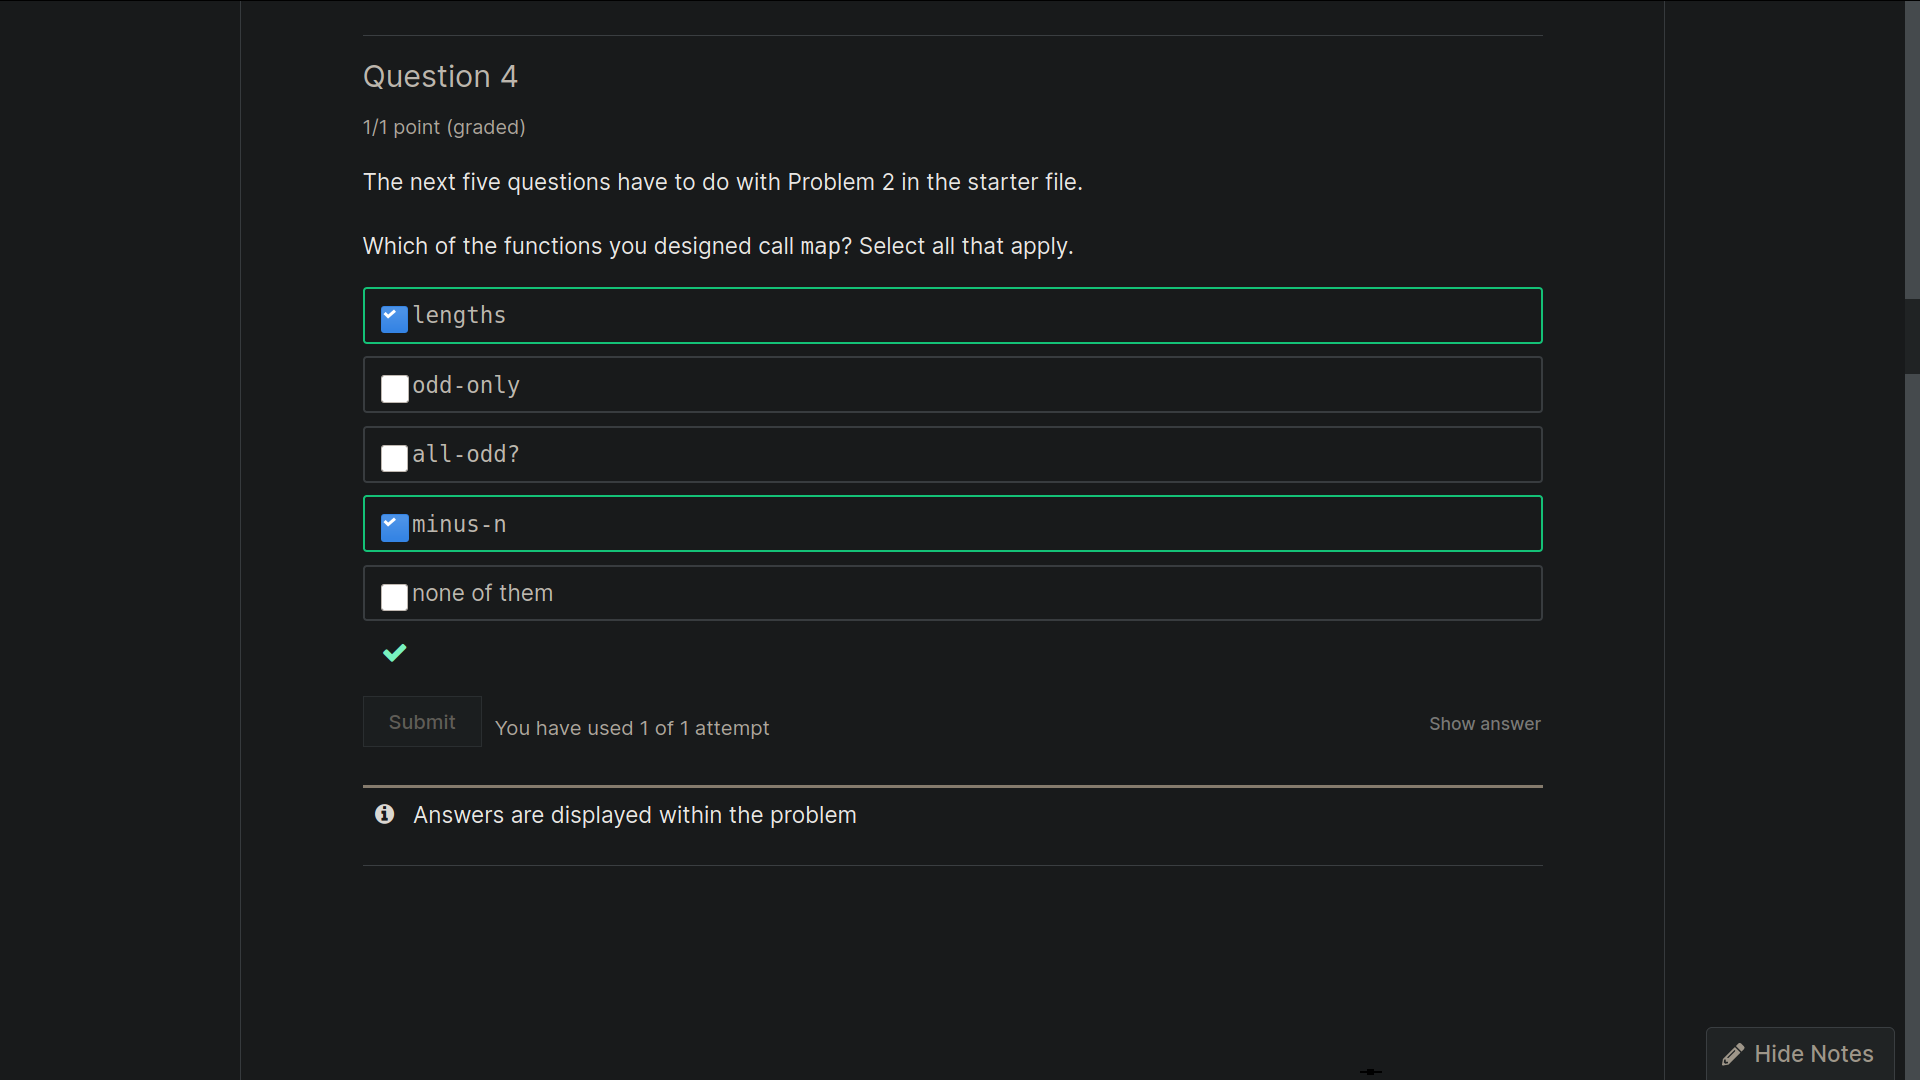 Question 4
1/1 point (graded)
The next five questions have to do with Problem 2 in the starter file.
Which of the functions you designed call map? Select all that apply.
lengths
odd-only
all-odd?
minus-n
none of them
Submit
You have used 1 of 1 attempt
Show answer
Answers are displayed within the problem
Hide Notes